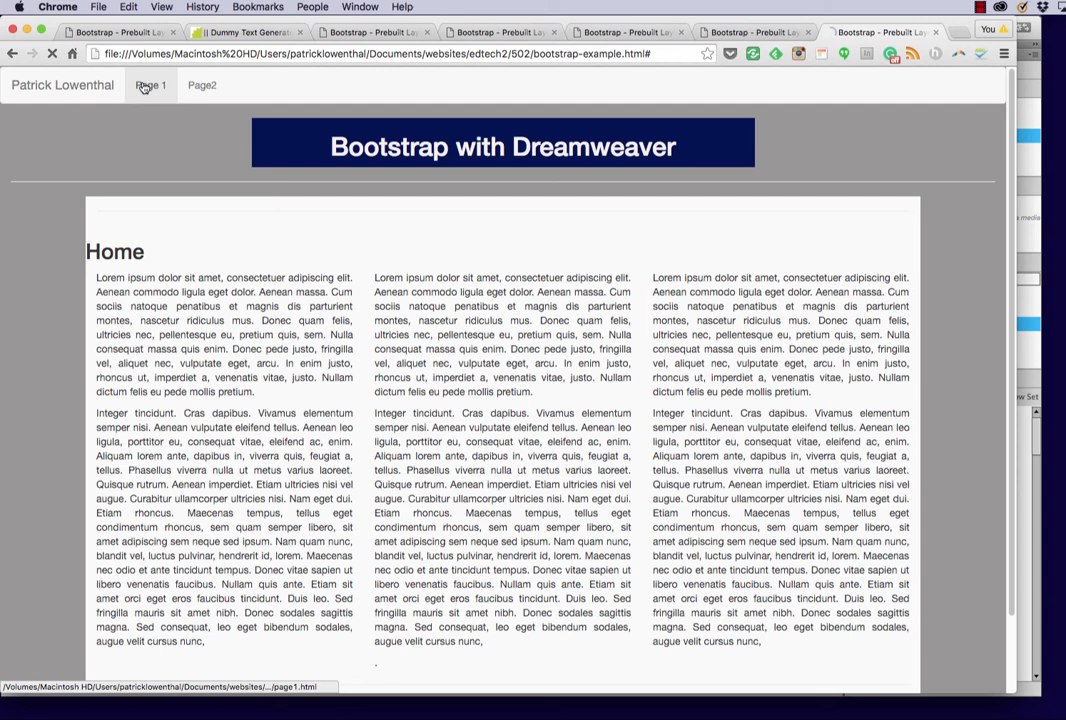 Chrome File Edit View History Bookmarks People Window Help
Bootstrap - Prebuilt Lay × || Dummy Text Generato × Bootstrap - Prebuilt Lay × Bootstrap - Prebuilt Lay × Bootstrap - Prebuilt Lay × Bootstrap - Prebuilt Lay × Bootstrap - Prebuilt Lay × You
file:///Volumes/Macintosh%20HD/Users/patricklowenthal/Documents/websites/edtech2/502/bootstrap-example.html#
Patrick Lowenthal Page 1 Page2
Bootstrap with Dreamweaver
Home
Lorem ipsum dolor sit amet, consectetuer adipiscing elit.
Aenean commodo ligula eget dolor. Aenean massa. Cum
sociis natoque penatibus et magnis dis parturient
montes, nascetur ridiculus mus. Donec quam felis,
ultricies nec, pellentesque eu, pretium quis, sem. Nulla
consequat massa quis enim. Donec pede justo, fringilla
vel, aliquet nec, vulputate eget, arcu. In enim justo,
rhoncus ut, imperdiet a, venenatis vitae, justo. Nullam
dictum felis eu pede mollis pretium.
Integer tincidunt. Cras dapibus. Vivamus elementum
semper nisi. Aenean vulputate eleifend tellus. Aenean leo
ligula, porttitor eu, consequat vitae, eleifend ac, enim.
Aliquam lorem ante, dapibus in, viverra quis, feugiat a,
tellus. Phasellus viverra nulla ut metus varius laoreet.
Quisque rutrum. Aenean imperdiet. Etiam ultricies nisi vel
augue. Curabitur ullamcorper ultricies nisi. Nam eget dui.
Etiam rhoncus. Maecenas tempus, tellus eget
condimentum rhoncus, sem quam semper libero, sit
amet adipiscing sem neque sed ipsum. Nam quam nunc,
blandit vel, luctus pulvinar, hendrerit id, lorem. Maecenas
nec odio et ante tincidunt tempus. Donec vitae sapien ut
libero venenatis faucibus. Nullam quis ante. Etiam sit
amet orci eget eros faucibus tincidunt. Duis leo. Sed
fringilla mauris sit amet nibh. Donec sodales sagittis
magna. Sed consequat, leo eget bibendum sodales,
augue velit cursus nunc,
Lorem ipsum dolor sit amet, consectetuer adipiscing elit.
Aenean commodo ligula eget dolor. Aenean massa. Cum
sociis natoque penatibus et magnis dis parturient
montes, nascetur ridiculus mus. Donec quam felis,
ultricies nec, pellentesque eu, pretium quis, sem. Nulla
consequat massa quis enim. Donec pede justo, fringilla
vel, aliquet nec, vulputate eget, arcu. In enim justo,
rhoncus ut, imperdiet a, venenatis vitae, justo. Nullam
dictum felis eu pede mollis pretium.
Integer tincidunt. Cras dapibus. Vivamus elementum
semper nisi. Aenean vulputate eleifend tellus. Aenean leo
ligula, porttitor eu, consequat vitae, eleifend ac, enim.
Aliquam lorem ante, dapibus in, viverra quis, feugiat a,
tellus. Phasellus viverra nulla ut metus varius laoreet.
Quisque rutrum. Aenean imperdiet. Etiam ultricies nisi vel
augue. Curabitur ullamcorper ultricies nisi. Nam eget dui.
Etiam rhoncus. Maecenas tempus, tellus eget
condimentum rhoncus, sem quam semper libero, sit
amet adipiscing sem neque sed ipsum. Nam quam nunc,
blandit vel, luctus pulvinar, hendrerit id, lorem. Maecenas
nec odio et ante tincidunt tempus. Donec vitae sapien ut
libero venenatis faucibus. Nullam quis ante. Etiam sit
amet orci eget eros faucibus tincidunt. Duis leo. Sed
fringilla mauris sit amet nibh. Donec sodales sagittis
magna. Sed consequat, leo eget bibendum sodales,
augue velit cursus nunc,
.
Lorem ipsum dolor sit amet, consectetuer adipiscing elit.
Aenean commodo ligula eget dolor. Aenean massa. Cum
sociis natoque penatibus et magnis dis parturient
montes, nascetur ridiculus mus. Donec quam felis,
ultricies nec, pellentesque eu, pretium quis, sem. Nulla
consequat massa quis enim. Donec pede justo, fringilla
vel, aliquet nec, vulputate eget, arcu. In enim justo,
rhoncus ut, imperdiet a, venenatis vitae, justo. Nullam
dictum felis eu pede mollis pretium.
Integer tincidunt. Cras dapibus. Vivamus elementum
semper nisi. Aenean vulputate eleifend tellus. Aenean leo
ligula, porttitor eu, consequat vitae, eleifend ac, enim.
Aliquam lorem ante, dapibus in, viverra quis, feugiat a,
tellus. Phasellus viverra nulla ut metus varius laoreet.
Quisque rutrum. Aenean imperdiet. Etiam ultricies nisi vel
augue. Curabitur ullamcorper ultricies nisi. Nam eget dui.
Etiam rhoncus. Maecenas tempus, tellus eget
condimentum rhoncus, sem quam semper libero, sit
amet adipiscing sem neque sed ipsum. Nam quam nunc,
blandit vel, luctus pulvinar, hendrerit id, lorem. Maecenas
nec odio et ante tincidunt tempus. Donec vitae sapien ut
libero venenatis faucibus. Nullam quis ante. Etiam sit
amet orci eget eros faucibus tincidunt. Duis leo. Sed
fringilla mauris sit amet nibh. Donec sodales sagittis
magna. Sed consequat, leo eget bibendum sodales,
augue velit cursus nunc,
media
w Set
/Volumes/Macintosh HD/Users/patricklowenthal/Documents/websites/.../page1.html